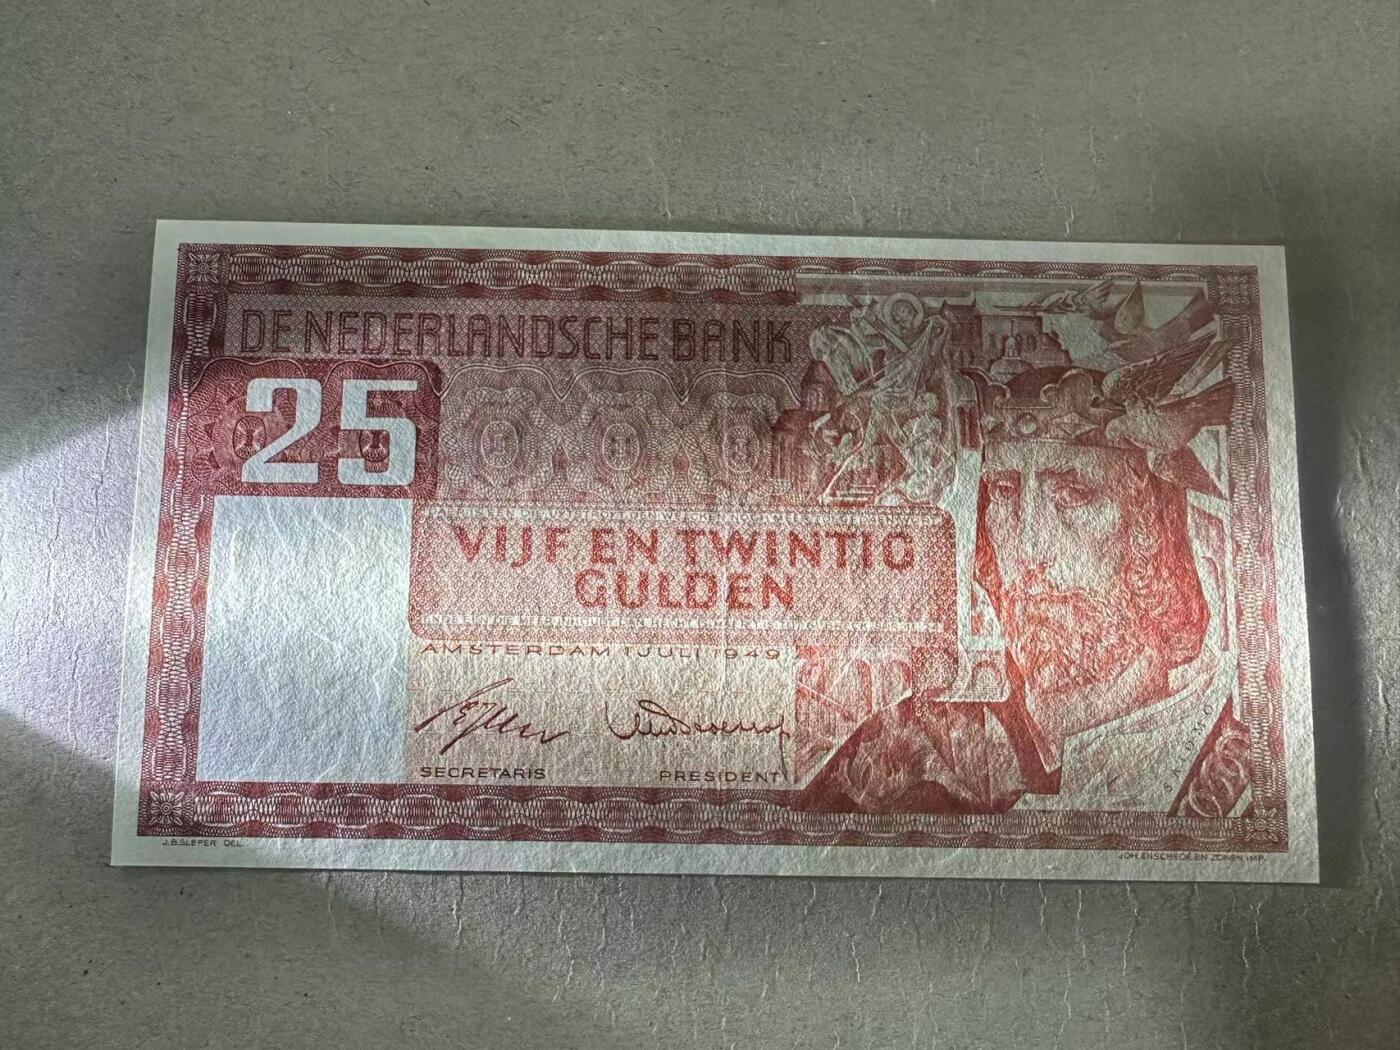 DE NEDERLANDSCHE BANK
25
VIJF EN TWINTIG
GULDEN
AMSTERDAM 1 JULI 1949
SECRETARIS PRESIDENT
SALOMO
J.B. SLEPER DEL.
JOH. ENSCHEDÉ EN ZONEN IMP.